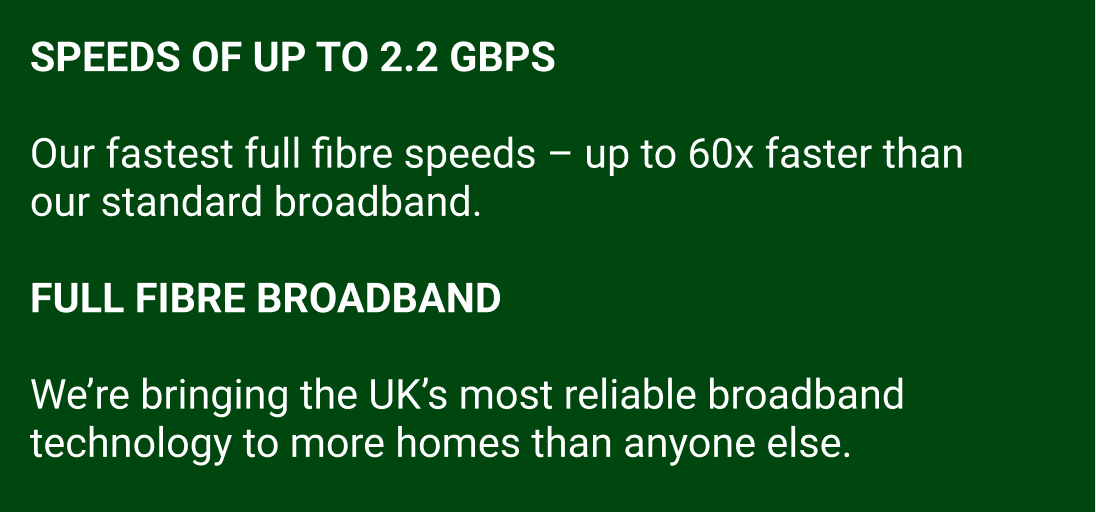 SPEEDS OF UP TO 2.2 GBPS
Our fastest full fibre speeds – up to 60x faster than
our standard broadband.
FULL FIBRE BROADBAND
We’re bringing the UK’s most reliable broadband
technology to more homes than anyone else.